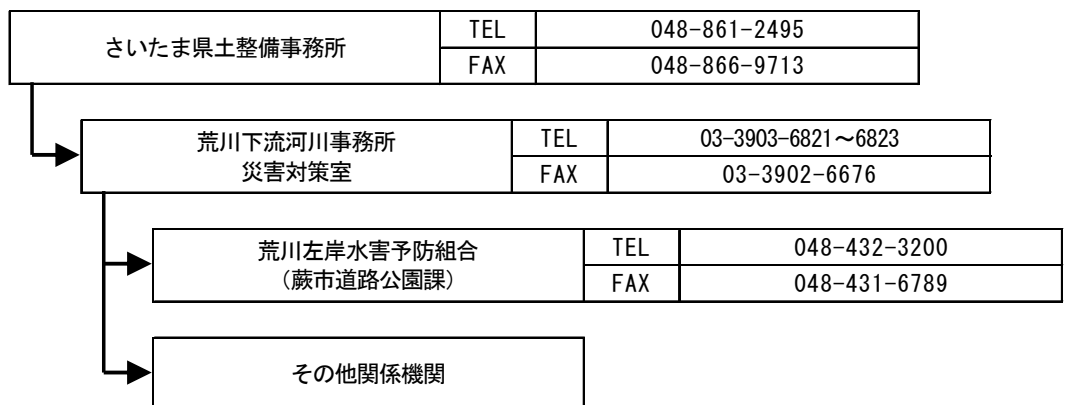 さいたま県土整備事務所
TEL 048-861-2495
FAX 048-866-9713
荒川下流河川事務所
災害対策室
TEL 03-3903-6821～6823
FAX 03-3902-6676
荒川左岸水害予防組合
(蕨市道路公園課)
TEL 048-432-3200
FAX 048-431-6789
その他関係機関